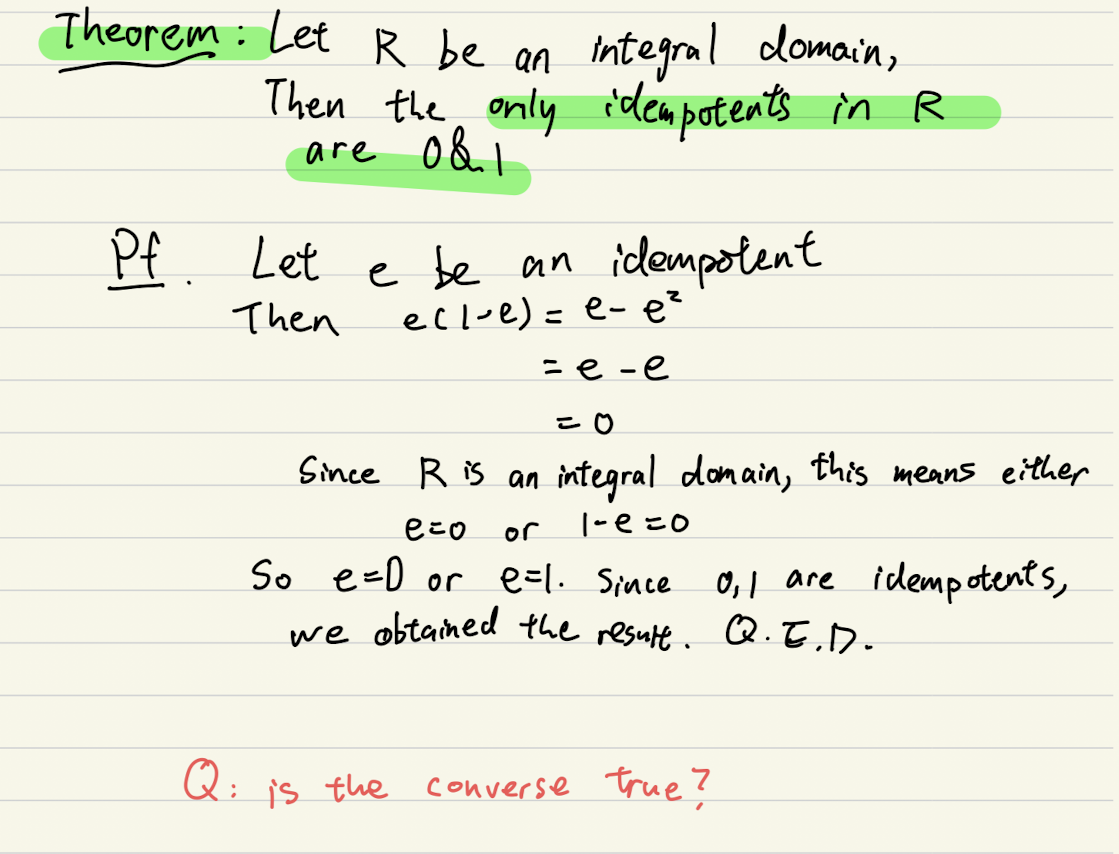 Theorem: Let R be an integral domain,
Then the only idempotents in R
are 0 & 1
Pf. Let e be an idempotent
Then e(1-e) = e - e²
= e - e
= 0
Since R is an integral domain, this means either
e=0 or 1-e=0
So e=0 or e=1. Since 0,1 are idempotents,
we obtained the result. Q.E.D.
Q: is the converse true?